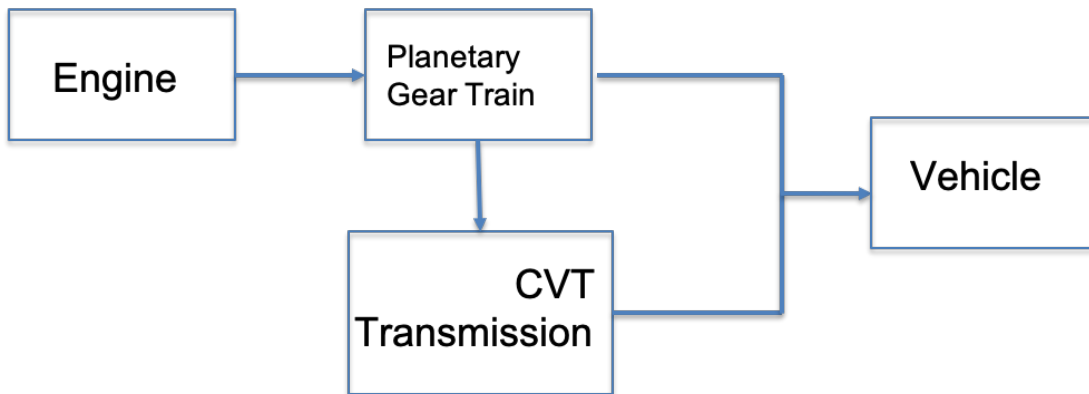 Engine
Planetary
Gear Train
Vehicle
CVT
Transmission